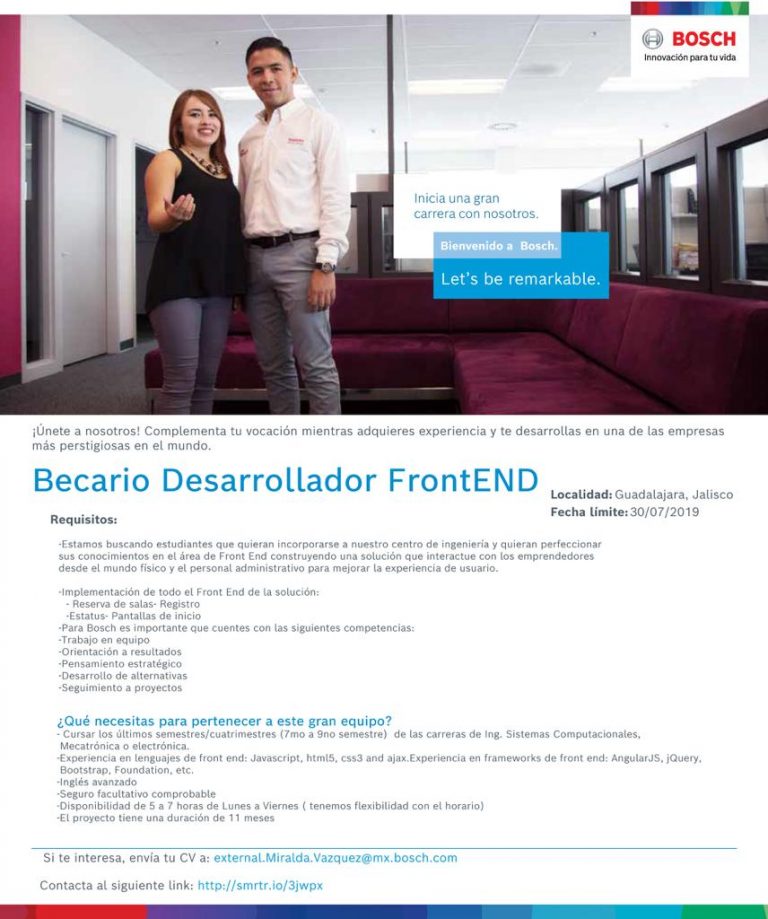 BOSCH
Innovación para tu vida
Inicia una gran
carrera con nosotros.
Bienvenido a Bosch.
Let's be remarkable.
¡Únete a nosotros! Complementa tu vocación mientras adquieres experiencia y te desarrollas en una de las empresas
más perstigiosas en el mundo.
Becario Desarrollador FrontEND
Localidad: Guadalajara, Jalisco
Fecha límite: 30/07/2019
Requisitos:
-Estamos buscando estudiantes que quieran incorporarse a nuestro centro de ingeniería y quieran perfeccionar
sus conocimientos en el área de Front End construyendo una solución que interactue con los emprendedores
desde el mundo físico y el personal administrativo para mejorar la experiencia de usuario.
-Implementación de todo el Front End de la solución:
- Reserva de salas- Registro
-Estatus- Pantallas de inicio
-Para Bosch es importante que cuentes con las siguientes competencias:
-Trabajo en equipo
-Orientación a resultados
-Pensamiento estratégico
-Desarrollo de alternativas
-Seguimiento a proyectos
¿Qué necesitas para pertenecer a este gran equipo?
- Cursar los últimos semestres/cuatrimestres (7mo a 9no semestre) de las carreras de Ing. Sistemas Computacionales,
Mecatrónica o electrónica.
-Experiencia en lenguajes de front end: Javascript, html5, css3 and ajax.Experiencia en frameworks de front end: AngularJS, jQuery,
Bootstrap, Foundation, etc.
-Inglés avanzado
-Seguro facultativo comprobable
-Disponibilidad de 5 a 7 horas de Lunes a Viernes ( tenemos flexibilidad con el horario)
-El proyecto tiene una duración de 11 meses
Si te interesa, envía tu CV a: external.Miralda.Vazquez@mx.bosch.com
Contacta al siguiente link: http://smrtr.io/3jwpx